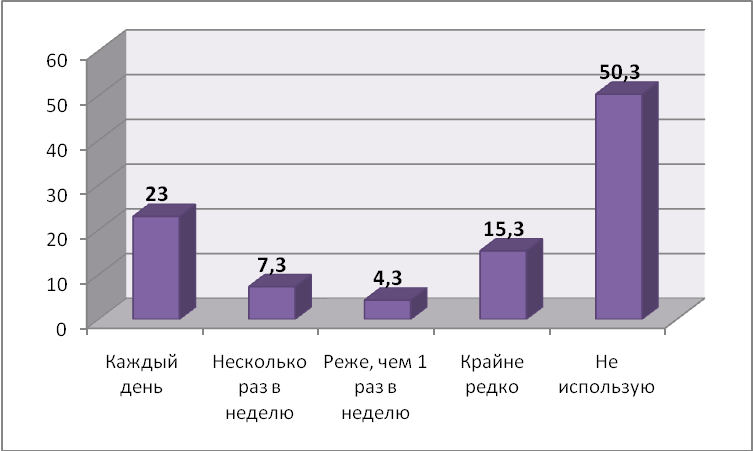 60
50
40
30
20
10
0
23
7,3
4,3
15,3
50,3
Каждый
день
Несколько
раз в
неделю
Реже, чем 1
раз в
неделю
Крайне
редко
Не
использую